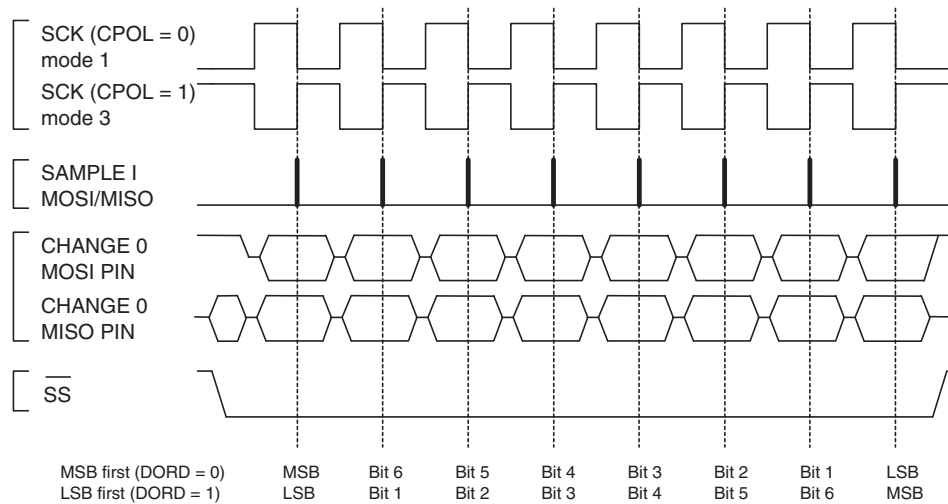 SCK (CPOL = 0)
mode 1
SCK (CPOL = 1)
mode 3
SAMPLE I
MOSI/MISO
CHANGE 0
MOSI PIN
CHANGE 0
MISO PIN
SS
MSB first (DORD = 0) MSB Bit 6 Bit 5 Bit 4 Bit 3 Bit 2 Bit 1 LSB
LSB first (DORD = 1) LSB Bit 1 Bit 2 Bit 3 Bit 4 Bit 5 Bit 6 MSB